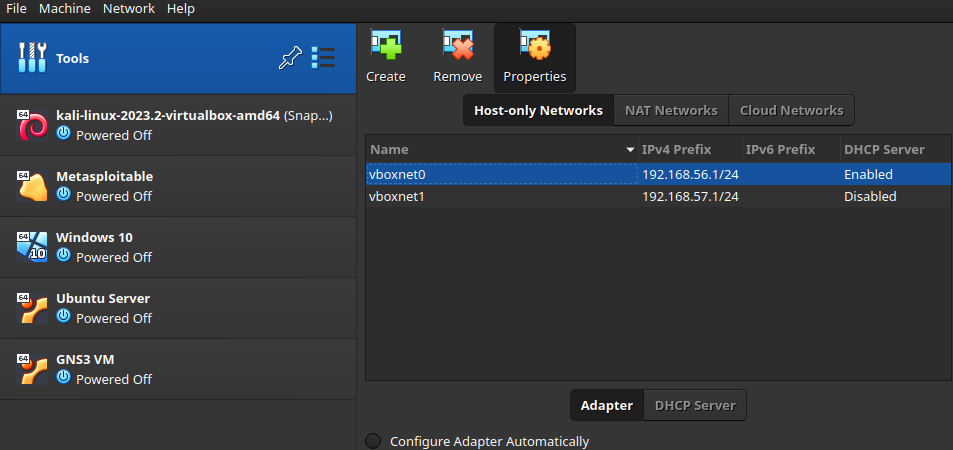 File Machine Network Help
Tools
64
kali-linux-2023.2-virtualbox-amd64 (Snap...)
Powered Off
64
Metasploitable
Powered Off
64
10
Windows 10
Powered Off
64
Ubuntu Server
Powered Off
64
GNS3 VM
Powered Off
Create Remove Properties
Host-only Networks NAT Networks Cloud Networks
Name IPv4 Prefix IPv6 Prefix DHCP Server
vboxnet0 192.168.56.1/24 Enabled
vboxnet1 192.168.57.1/24 Disabled
Adapter DHCP Server
Configure Adapter Automatically